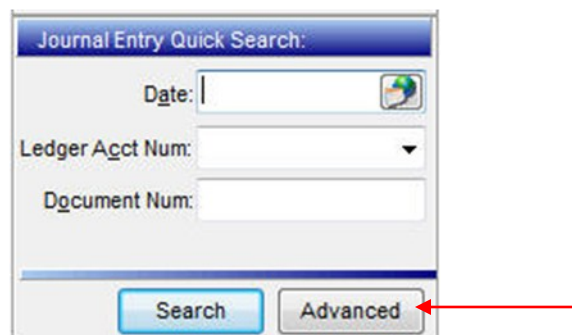 Journal Entry Quick Search:
Date:
Ledger Acct Num:
Document Num:
Search Advanced